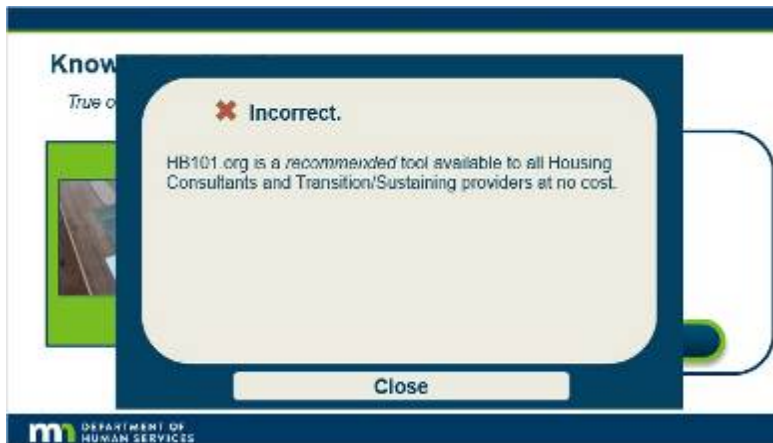 Know
True o
✖ Incorrect.
HB101.org is a recommended tool available to all Housing
Consultants and Transition/Sustaining providers at no cost.
Close
mn DEPARTMENT OF
HUMAN SERVICES